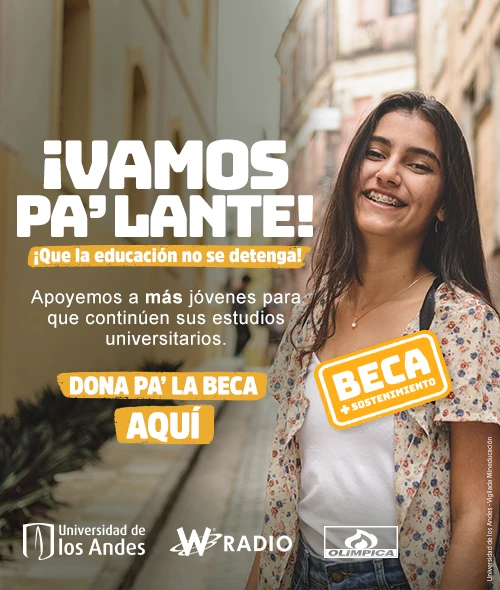 ¡VAMOS
PA' LANTE!
¡Que la educación no se detenga!
Apoyemos a más jóvenes para
que continúen sus estudios
universitarios.
DONA PA' LA BECA
AQUÍ
BECA
+ SOSTENIMIENTO
Universidad de
los Andes
W RADIO
OLIMPICA
Universidad de los Andes - Vigilada Mineducación